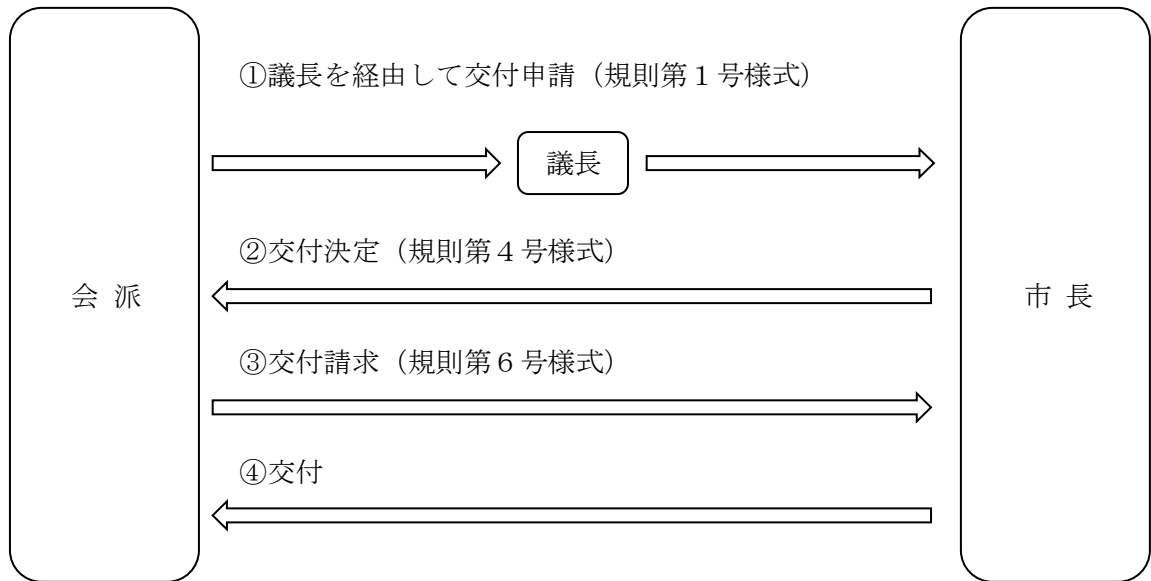 ①議長を経由して交付申請（規則第１号様式）
議長
②交付決定（規則第４号様式）
会 派
市 長
③交付請求（規則第６号様式）
④交付